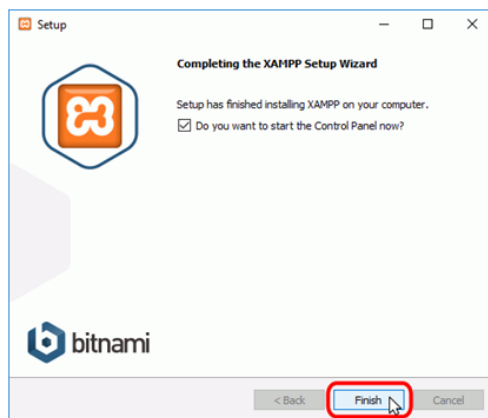 Setup
Completing the XAMPP Setup Wizard
Setup has finished installing XAMPP on your computer.
Do you want to start the Control Panel now?
bitnami
< Back Finish Cancel